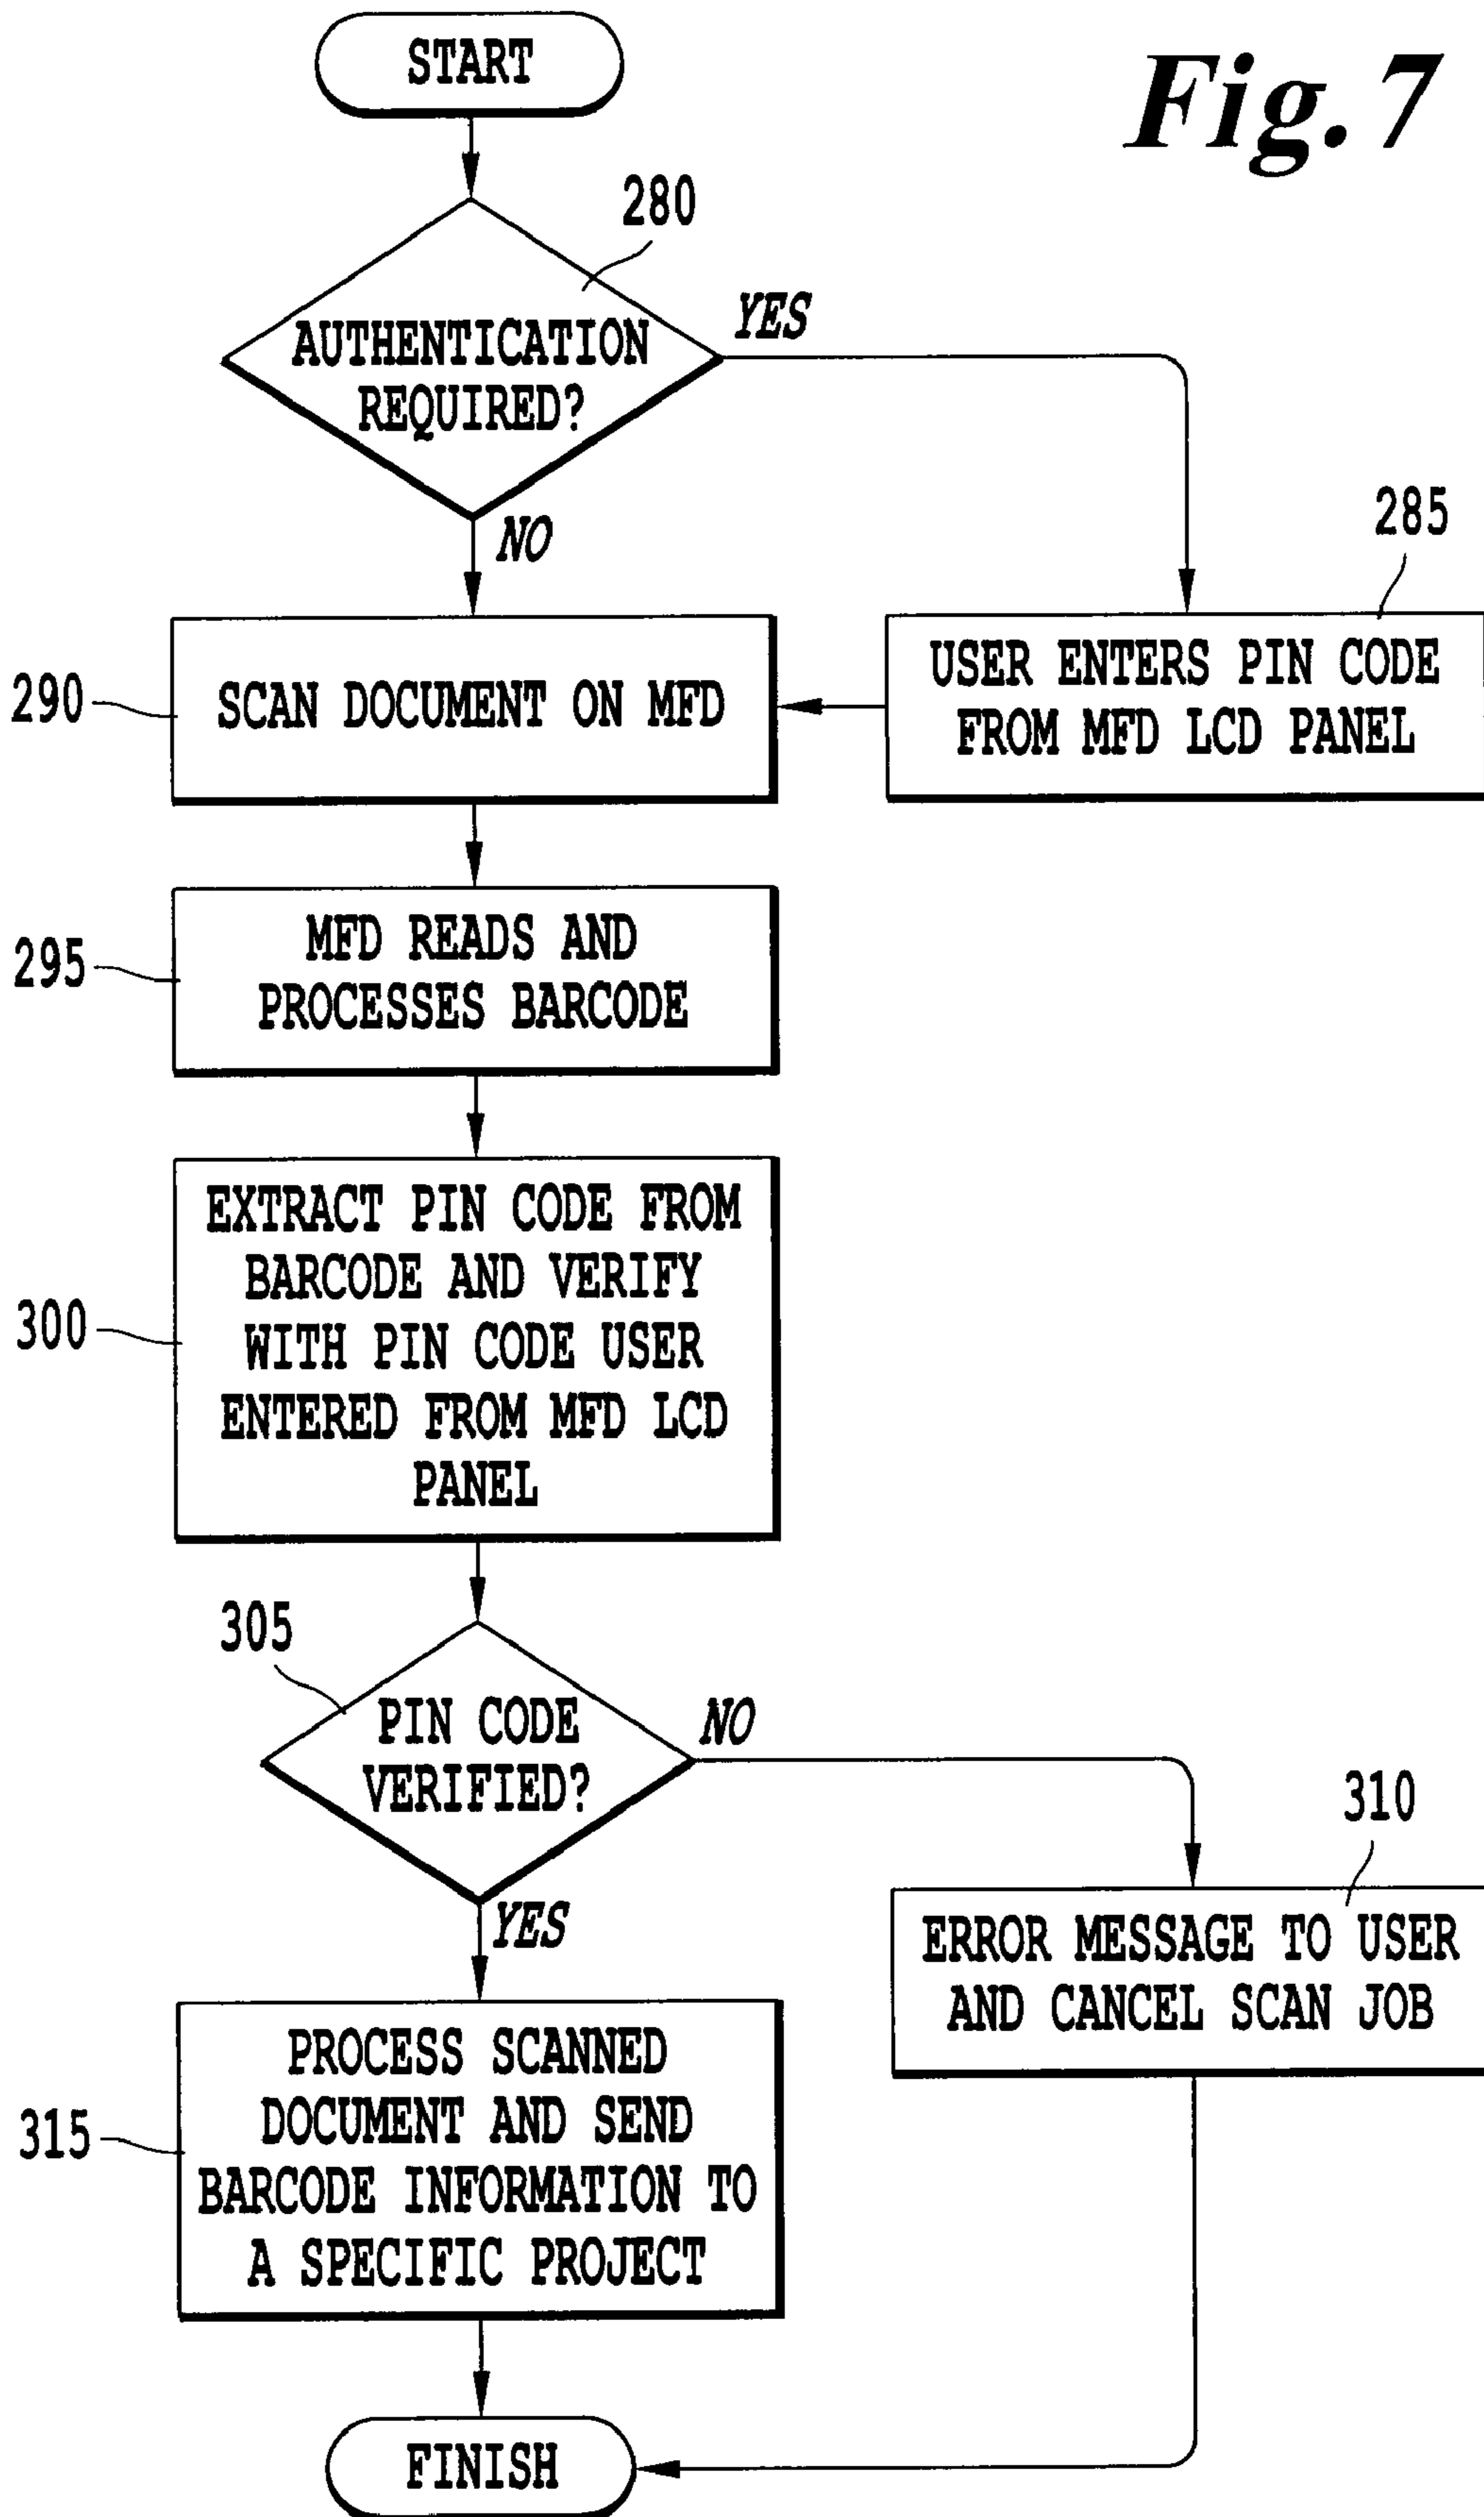 START
Fig. 7
280
AUTHENTICATION
REQUIRED?
YES
NO
285
USER ENTERS PIN CODE
FROM MFD LCD PANEL
290
SCAN DOCUMENT ON MFD
295
MFD READS AND
PROCESSES BARCODE
300
EXTRACT PIN CODE FROM
BARCODE AND VERIFY
WITH PIN CODE USER
ENTERED FROM MFD LCD
PANEL
305
PIN CODE
VERIFIED?
NO
YES
310
ERROR MESSAGE TO USER
AND CANCEL SCAN JOB
315
PROCESS SCANNED
DOCUMENT AND SEND
BARCODE INFORMATION TO
A SPECIFIC PROJECT
FINISH